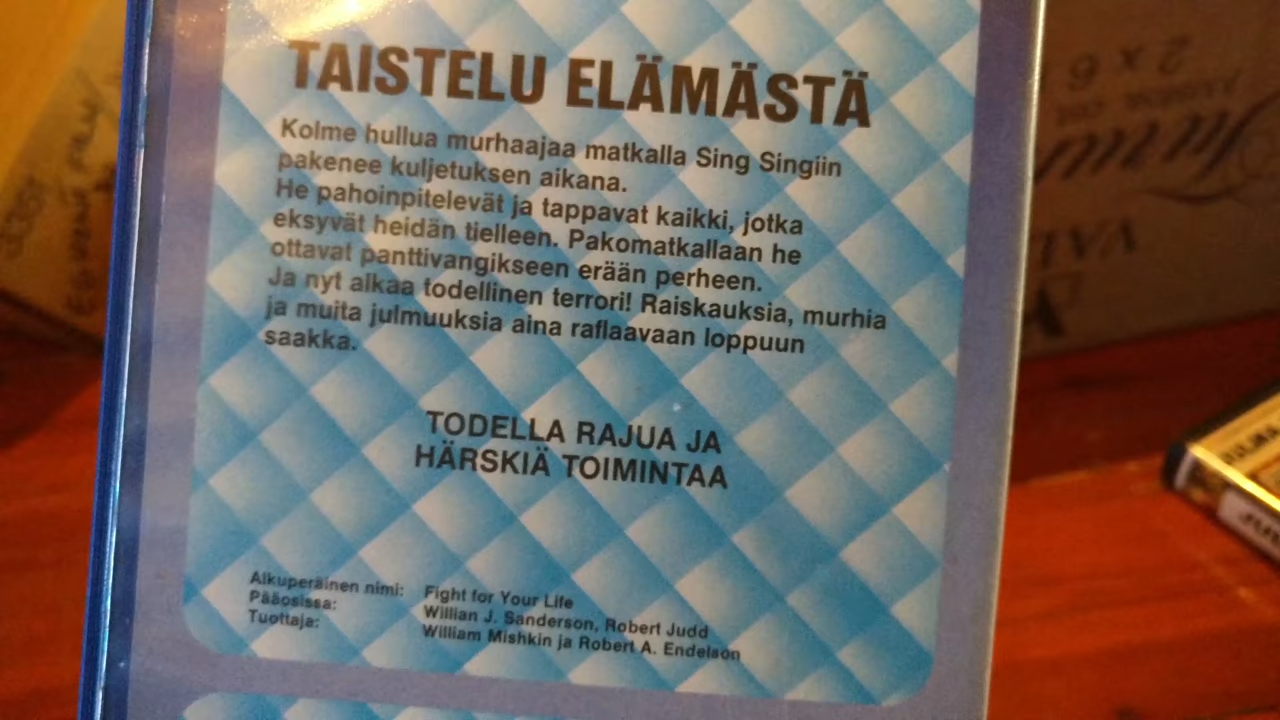 TAISTELU ELÄMÄSTÄ
Kolme hullua murhaajaa matkalla Sing Singiin
pakenee kuljetuksen aikana.
He pahoinpitelevät ja tappavat kaikki, jotka
eksyvät heidän tielleen. Pakomatkallaan he
ottavat panttivangikseen erään perheen.
Ja nyt alkaa todellinen terrori! Raiskauksia, murhia
ja muita julmuuksia aina raflaavaan loppuun
saakka.
TODELLA RAJUA JA
HÄRSKIÄ TOIMINTAA
Alkuperäinen nimi: Fight for Your Life
Pääosissa: Willian J. Sanderson, Robert Judd
Tuottaja: William Mishkin ja Robert A. Endelson
2 x 6